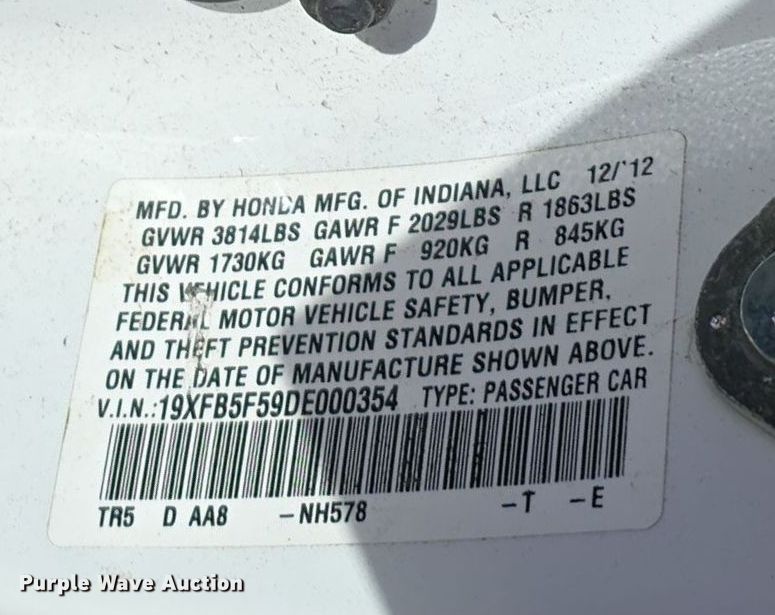 MFD. BY HONDA MFG. OF INDIANA, LLC 12/'12
GVWR 3814LBS GAWR F 2029LBS R 1863LBS
GVWR 1730KG GAWR F 920KG R 845KG
THIS VEHICLE CONFORMS TO ALL APPLICABLE
FEDERAL MOTOR VEHICLE SAFETY, BUMPER,
AND THEFT PREVENTION STANDARDS IN EFFECT
ON THE DATE OF MANUFACTURE SHOWN ABOVE.
V.I.N.:19XFB5F59DE000354 TYPE: PASSENGER CAR
TR5 D AA8 –NH578 –T –E
Purple Wave Auction